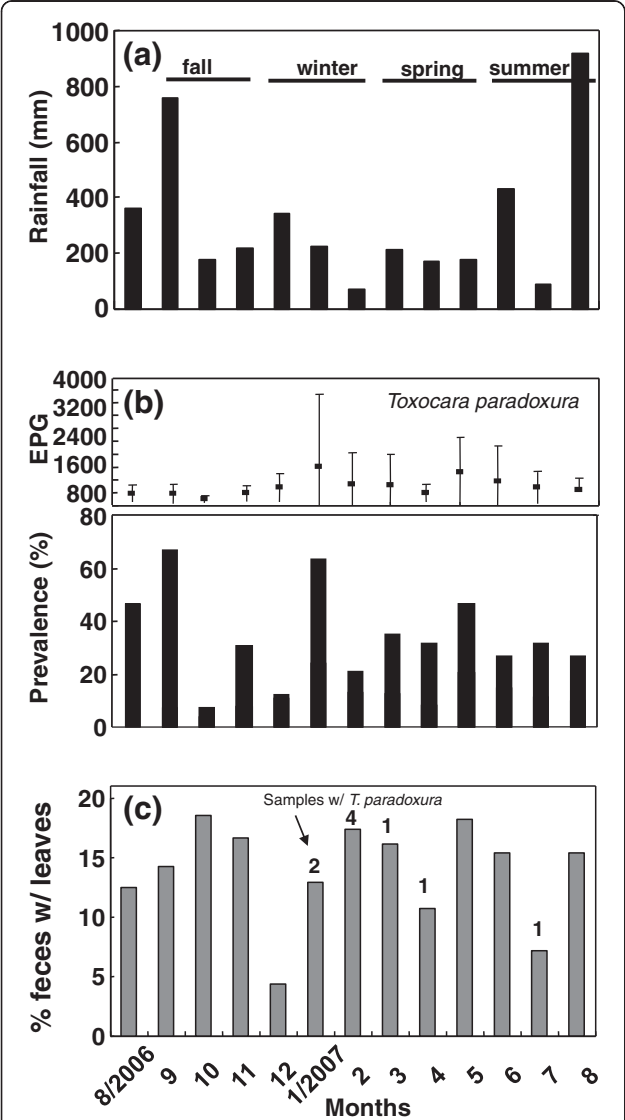 1000
800
600
400
200
0
Rainfall (mm)
(a)
fall
winter
spring
summer
4000
3200
2400
1600
800
EPG
(b)
Toxocara paradoxura
80
60
40
20
0
Prevalence (%)
20
15
10
5
0
% feces w/ leaves
(c)
Samples w/ T. paradoxura
2
4
1
1
1
8/2006 9 10 11 12 1/2007 2 3 4 5 6 7 8
Months